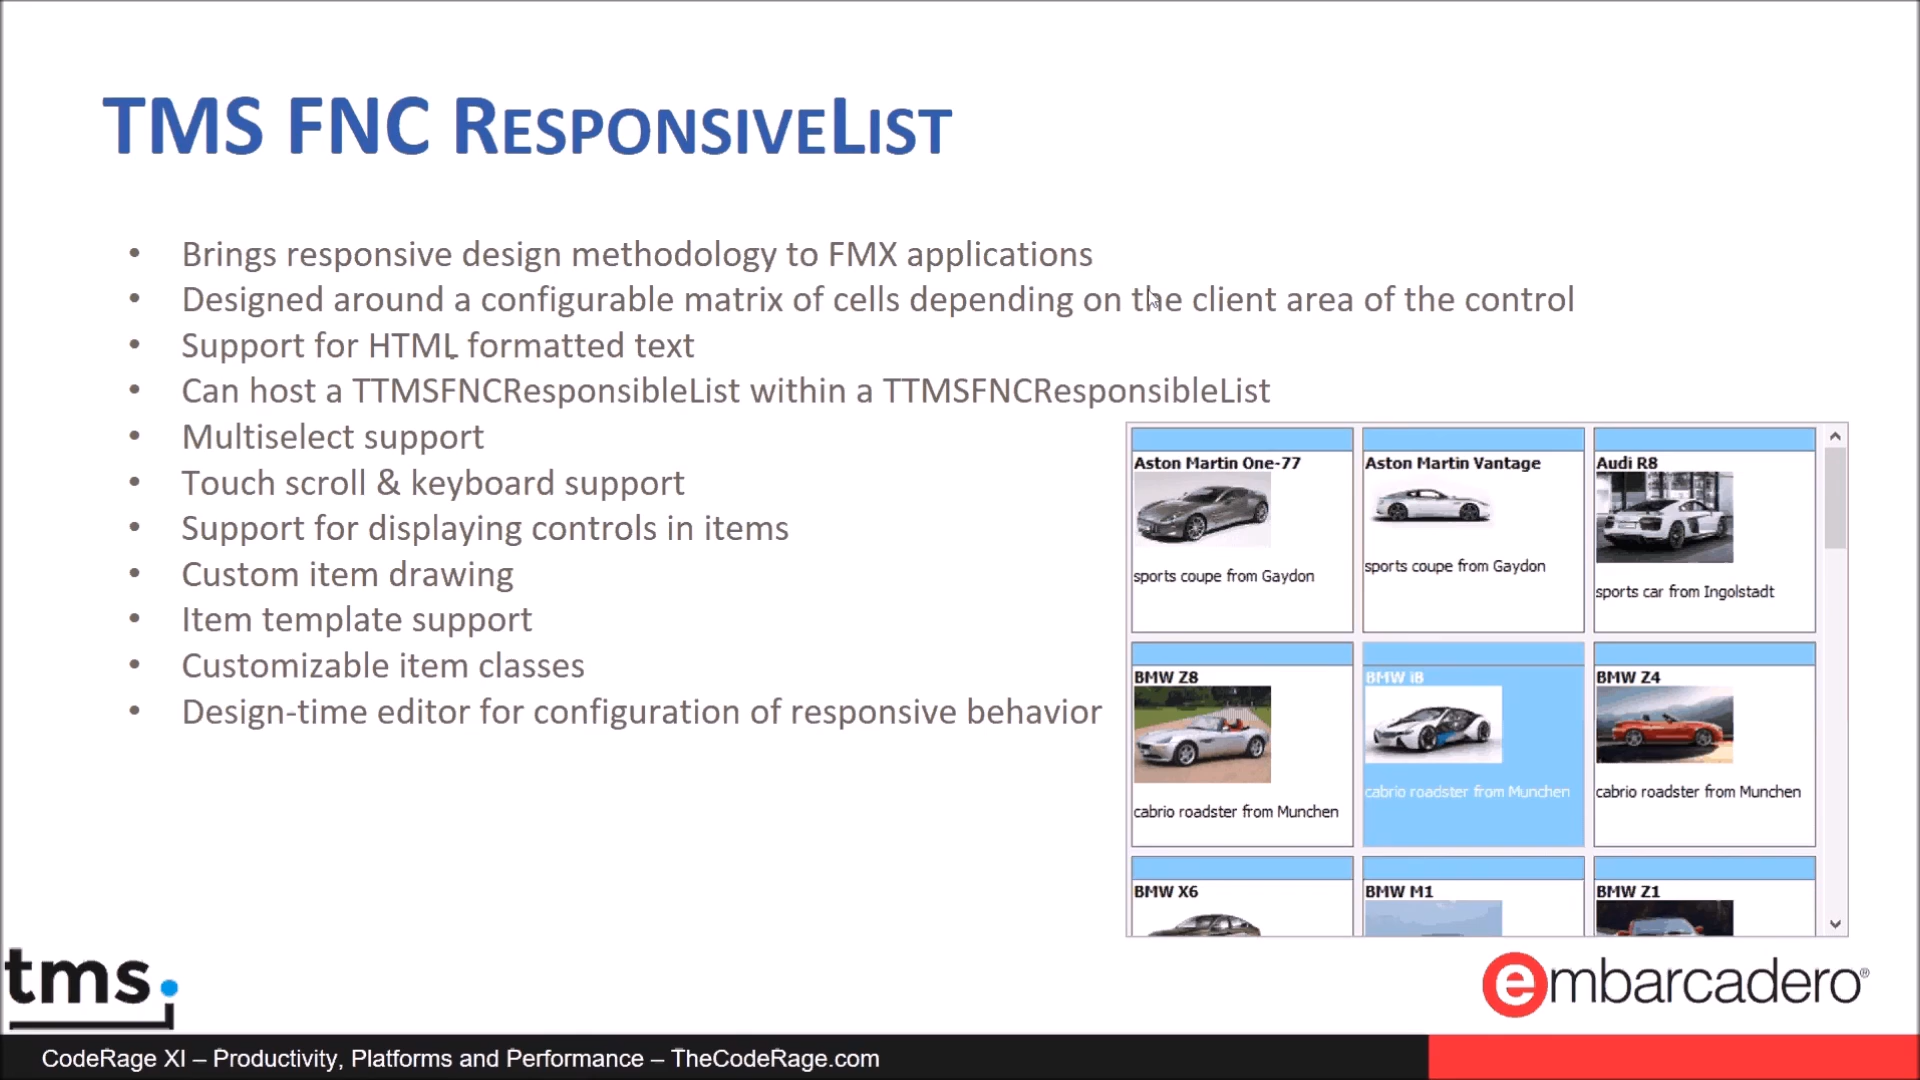 TMS FNC RESPONSIVELIST
• Brings responsive design methodology to FMX applications
• Designed around a configurable matrix of cells depending on the client area of the control
• Support for HTML formatted text
• Can host a TTMSFNCResponsibleList within a TTMSFNCResponsibleList
• Multiselect support
• Touch scroll & keyboard support
• Support for displaying controls in items
• Custom item drawing
• Item template support
• Customizable item classes
• Design-time editor for configuration of responsive behavior
Aston Martin One-77
sports coupe from Gaydon
Aston Martin Vantage
sports coupe from Gaydon
Audi R8
sports car from Ingolstadt
BMW Z8
cabrio roadster from Munchen
BMW i8
cabrio roadster from Munchen
BMW Z4
cabrio roadster from Munchen
BMW X6
BMW M1
BMW Z1
tms.
embarcadero®
CodeRage XI – Productivity, Platforms and Performance – TheCodeRage.com